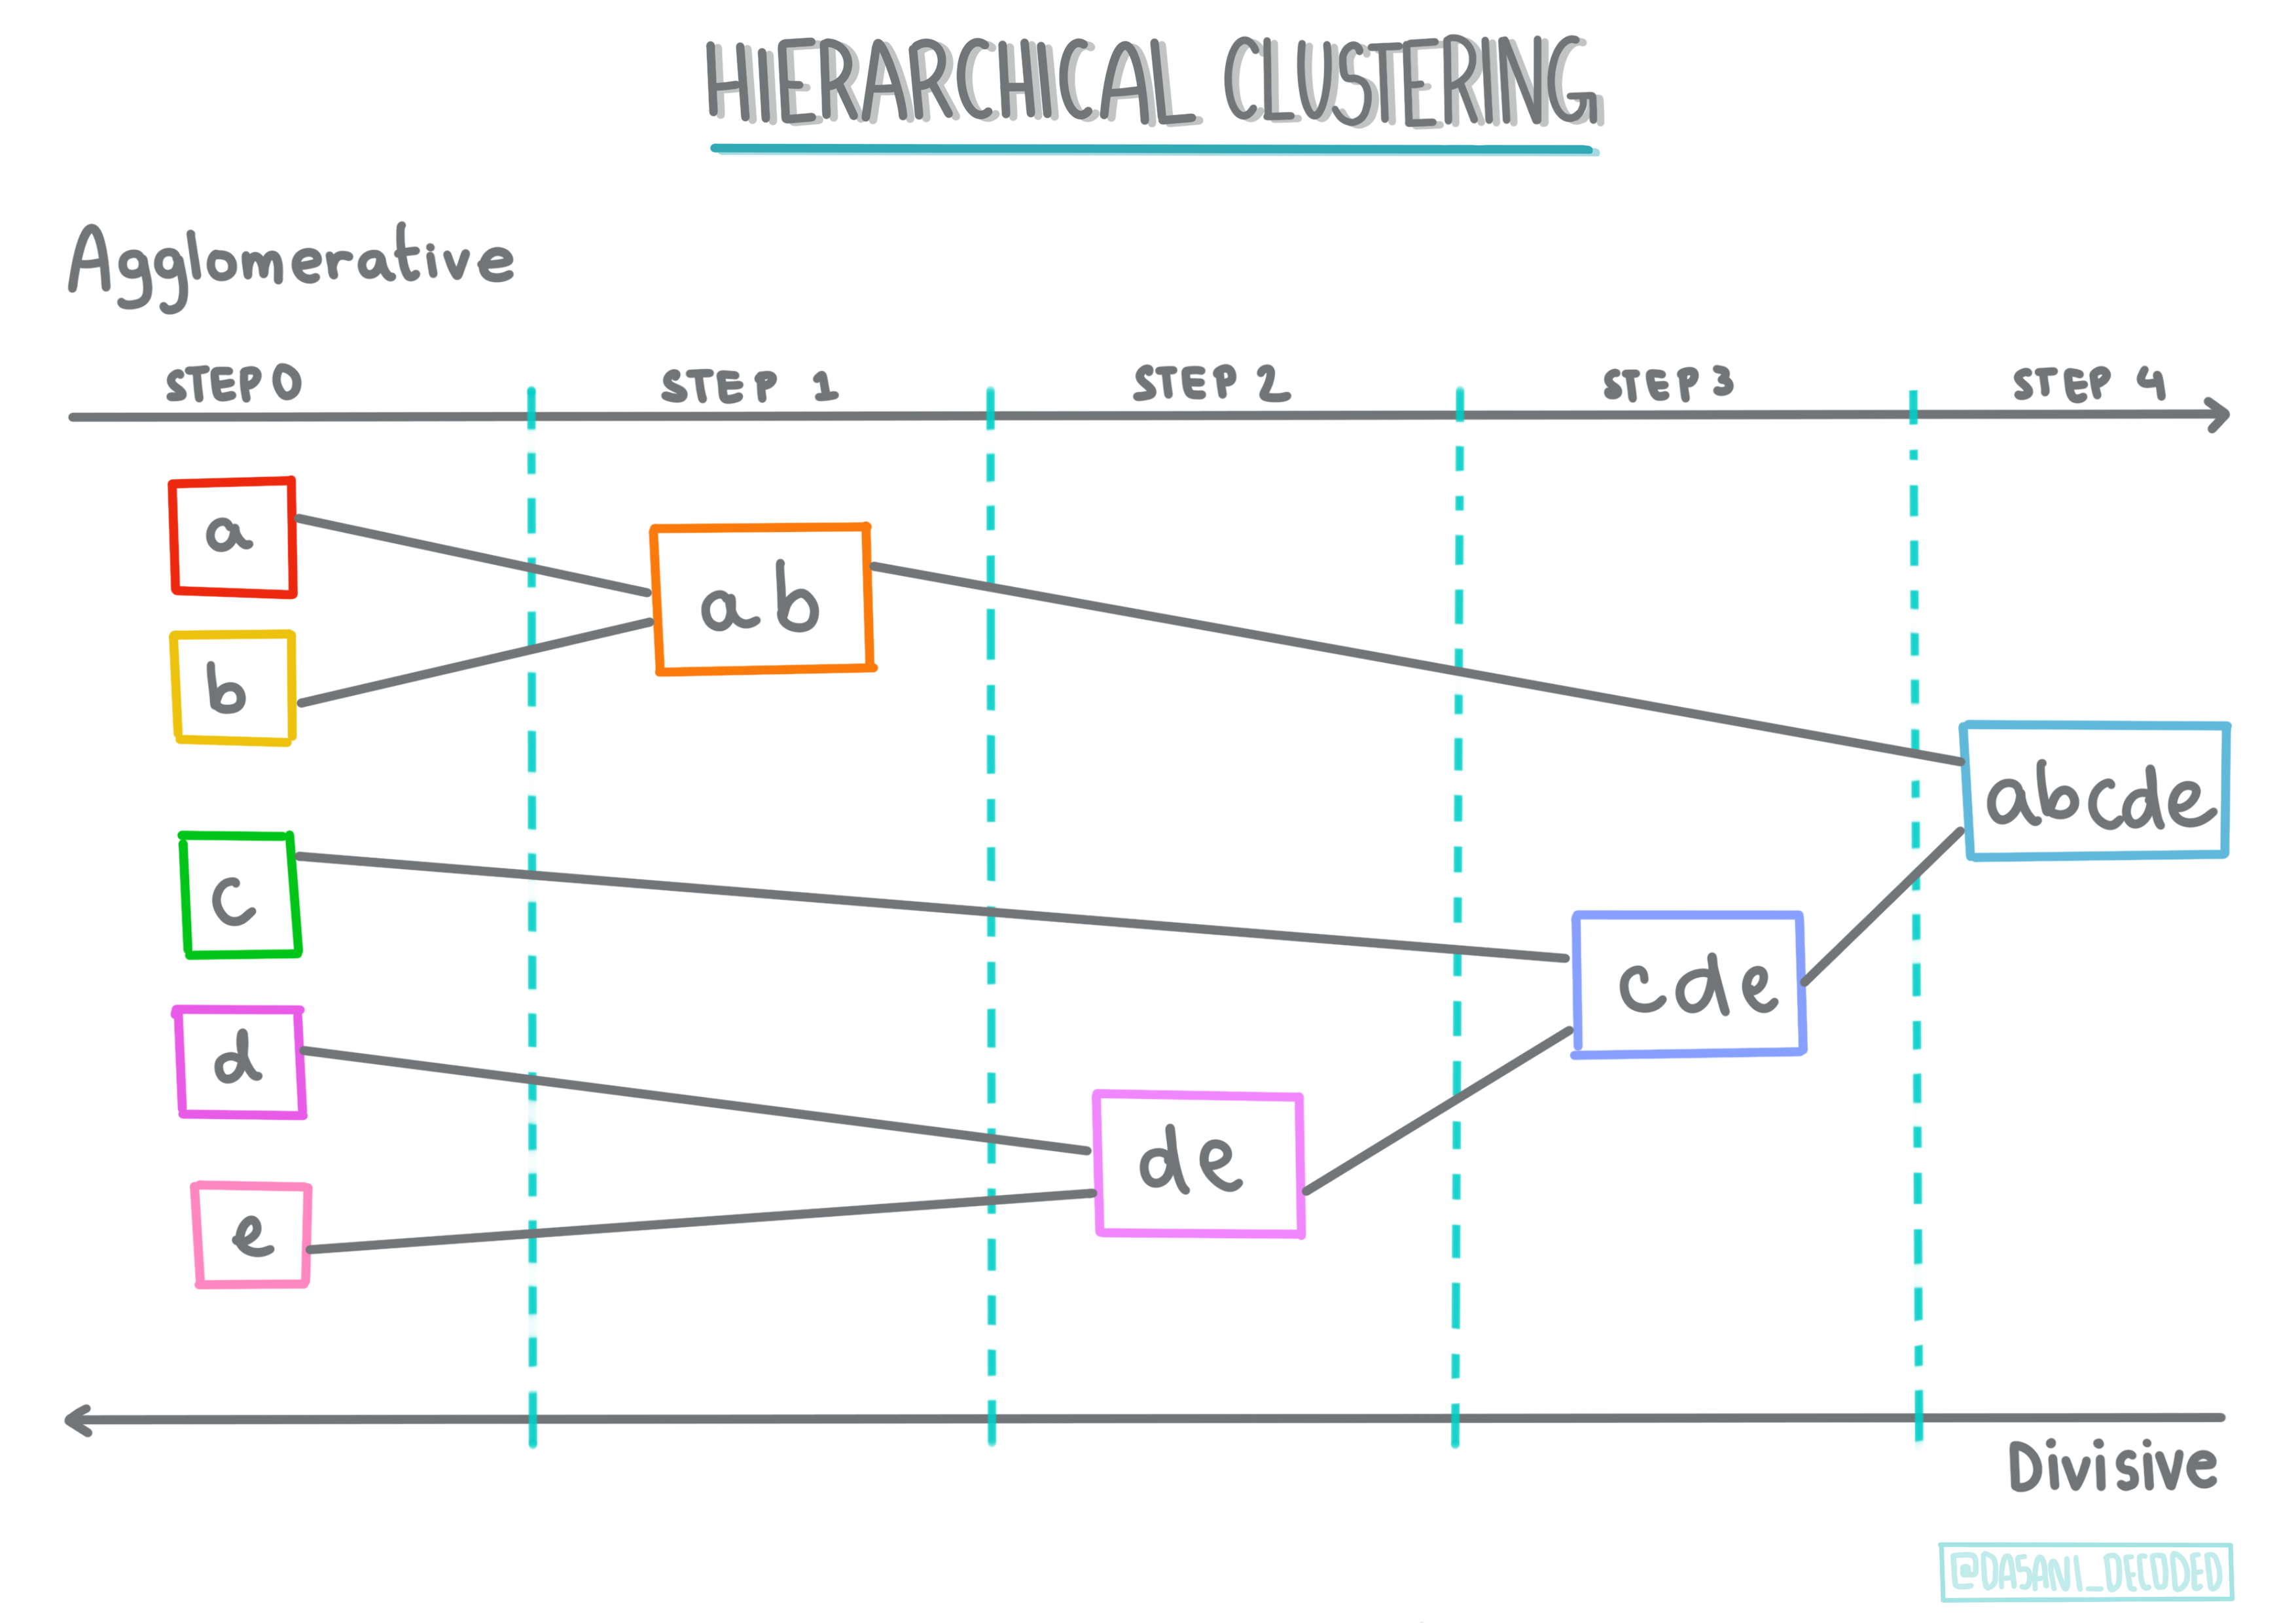 HIERARCHICAL CLUSTERING
Agglomerative
STEP 0 STEP 1 STEP 2 STEP 3 STEP 4
a
ab
b
abcde
c
cde
d
de
e
Divisive
@DASANI_DECODED